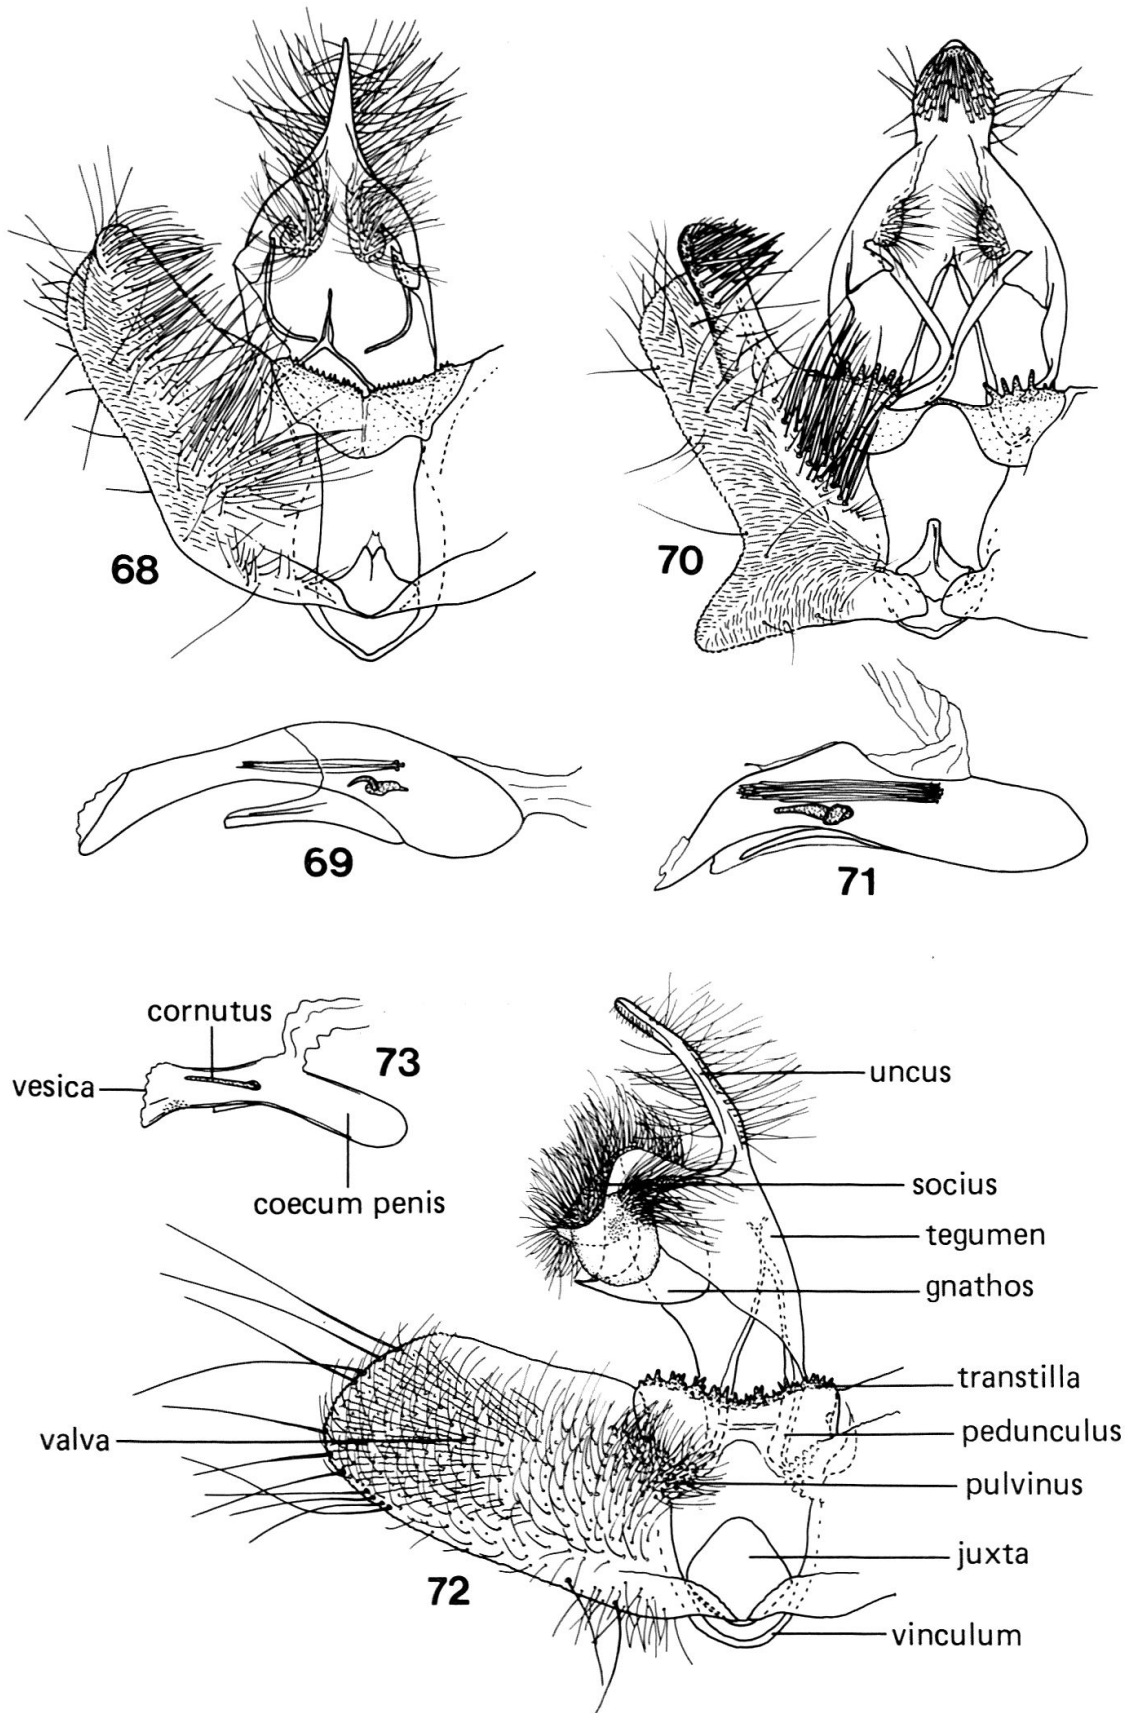 68
70
69
71
cornutus
73
vesica
coecum penis
uncus
socius
tegumen
gnathos
transtilla
valva
pedunculus
pulvinus
juxta
72
vinculum